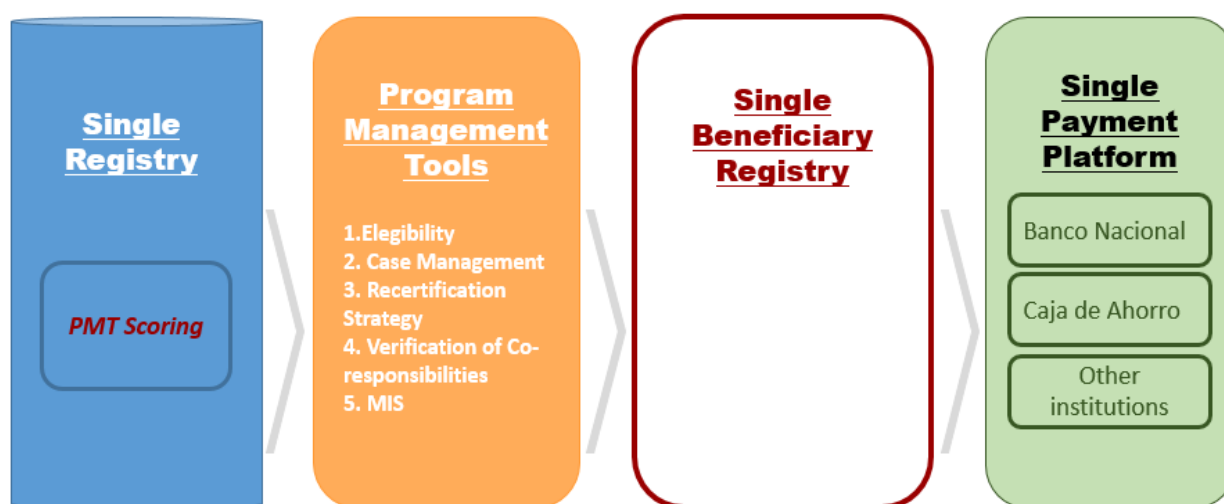 Single
Registry
PMT Scoring
Program
Management
Tools
1.Elegibility
2. Case Management
3. Recertification
Strategy
4. Verification of Co-
responsibilities
5. MIS
Single
Beneficiary
Registry
Single
Payment
Platform
Banco Nacional
Caja de Ahorro
Other
institutions